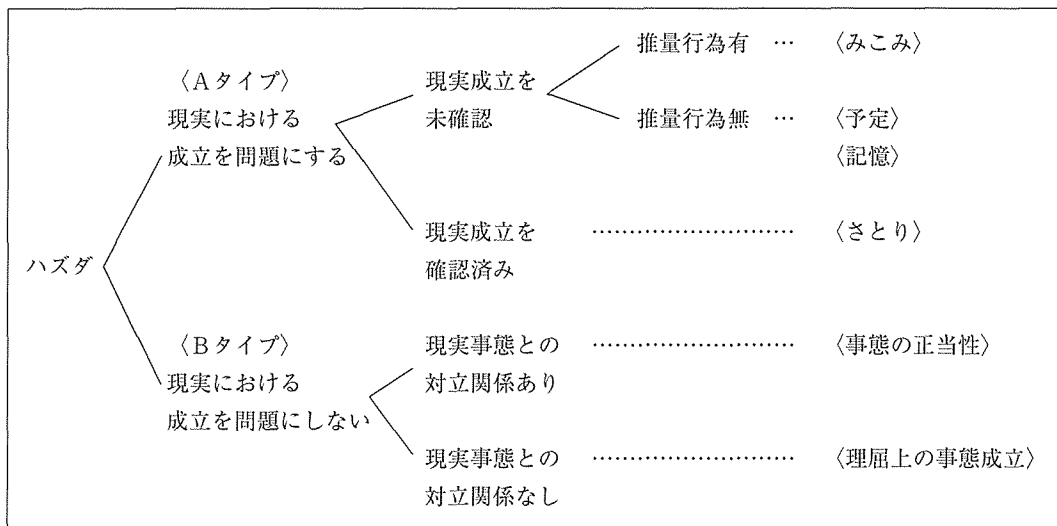 推量行為有 … 〈みこみ〉
〈Aタイプ〉 現実成立を
現実における 未確認 推量行為無 … 〈予定〉
成立を問題にする 〈記憶〉
現実成立を ………………………… 〈さとり〉
ハズダ 確認済み
〈Bタイプ〉 現実事態との ………………………… 〈事態の正当性〉
現実における 対立関係あり
成立を問題にしない
現実事態との ………………………… 〈理屈上の事態成立〉
対立関係なし